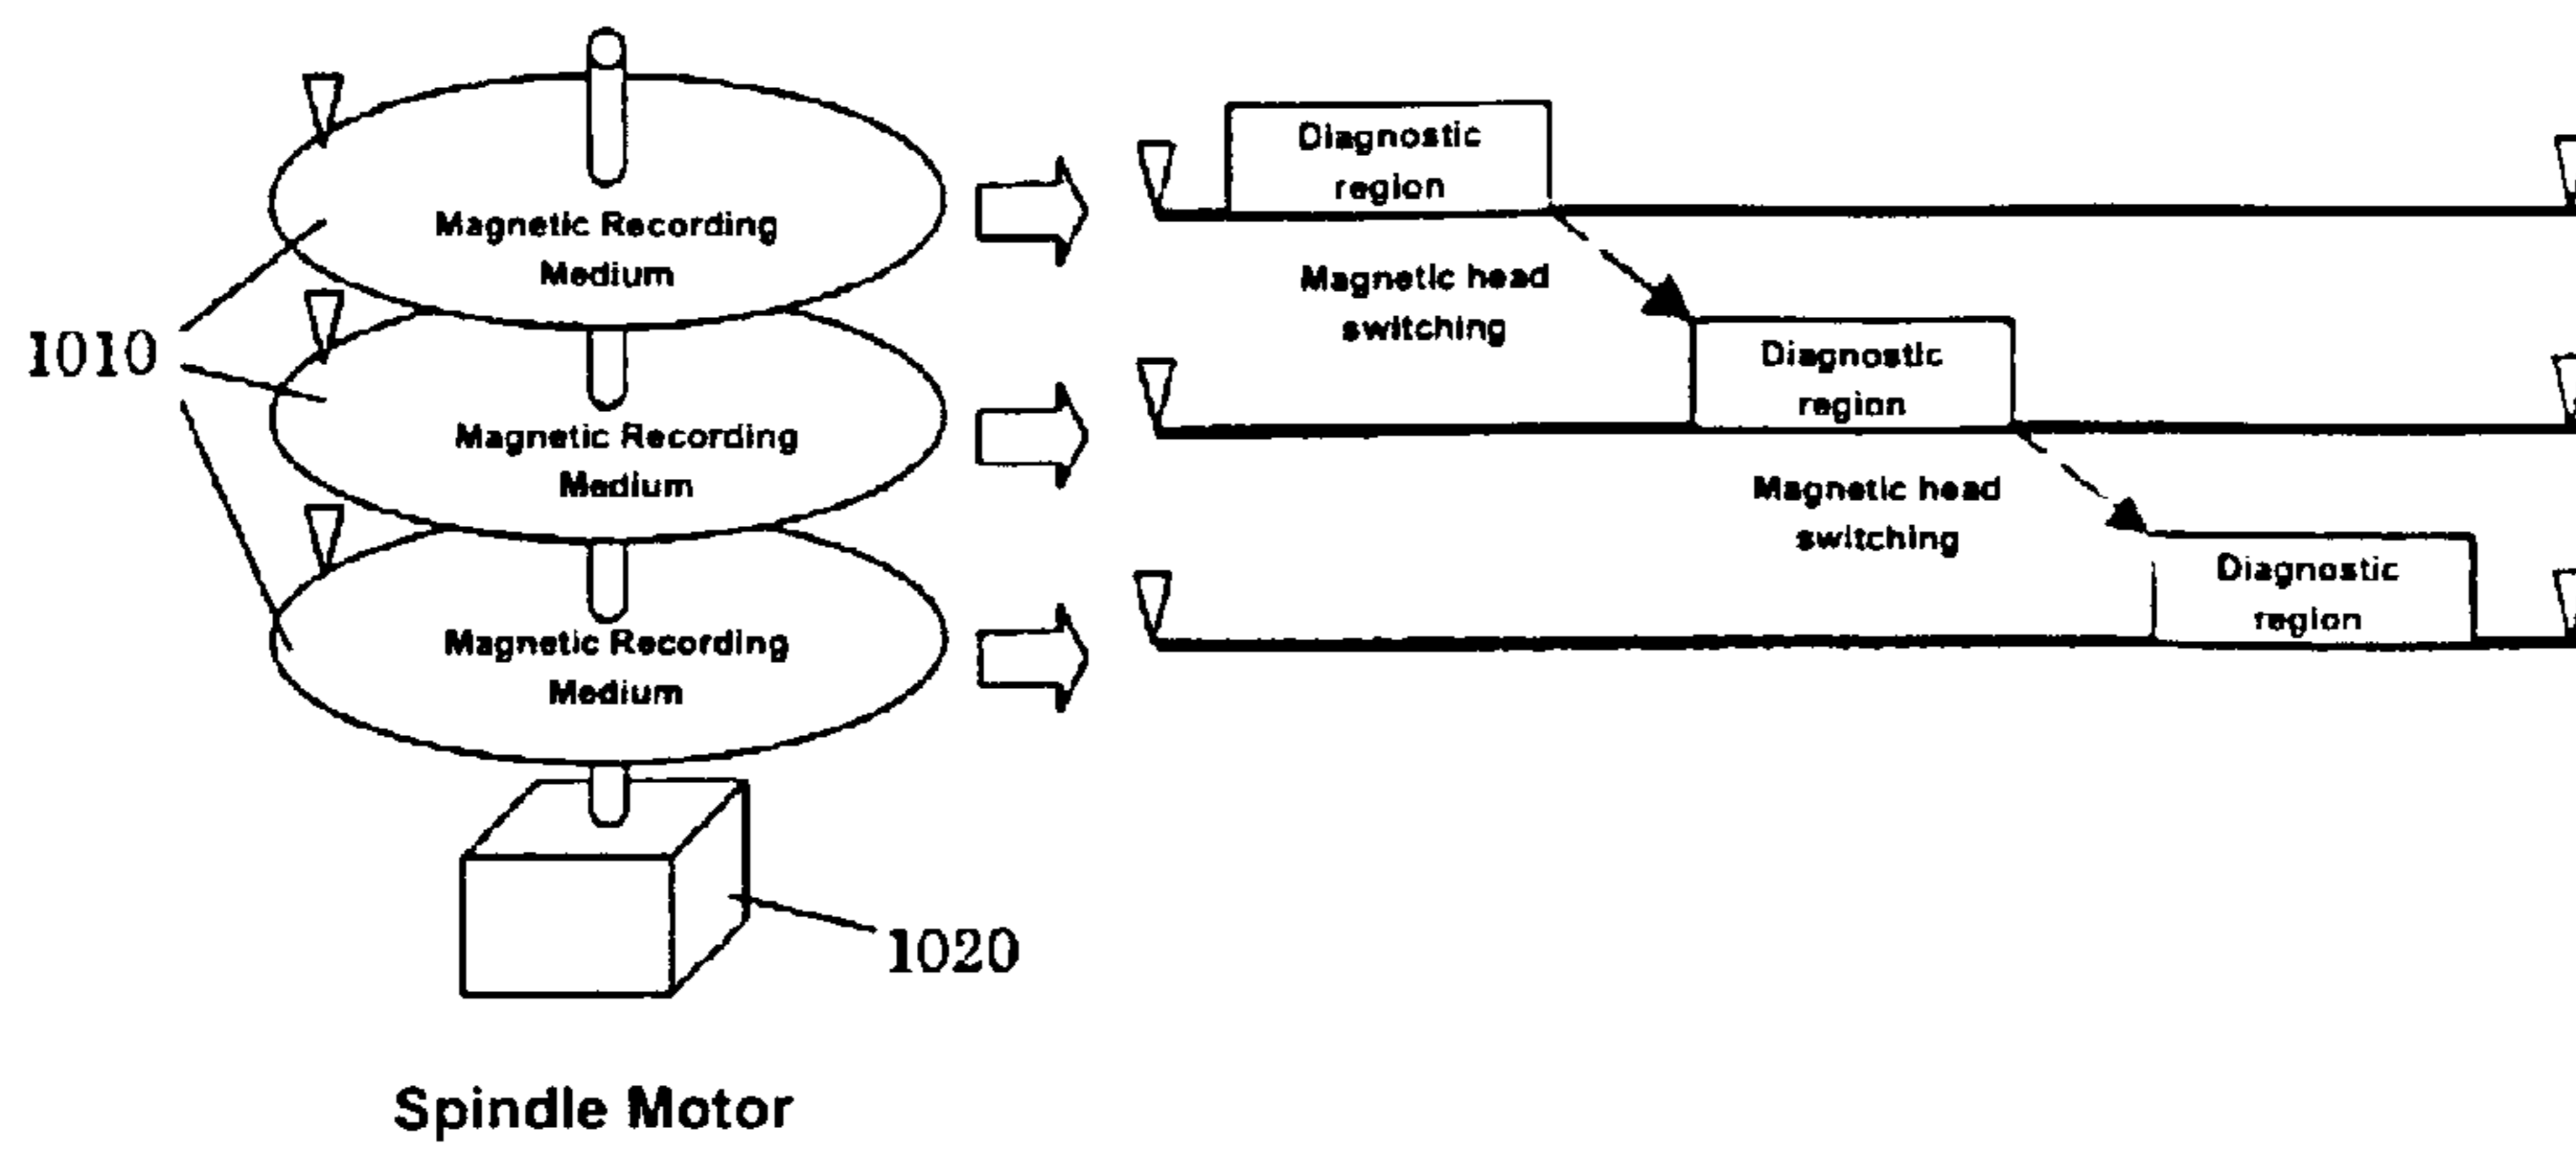 Magnetic Recording
Medium
1010
Magnetic Recording
Medium
Magnetic Recording
Medium
1020
Spindle Motor
Diagnostic
region
Magnetic head
switching
Diagnostic
region
Magnetic head
switching
Diagnostic
region